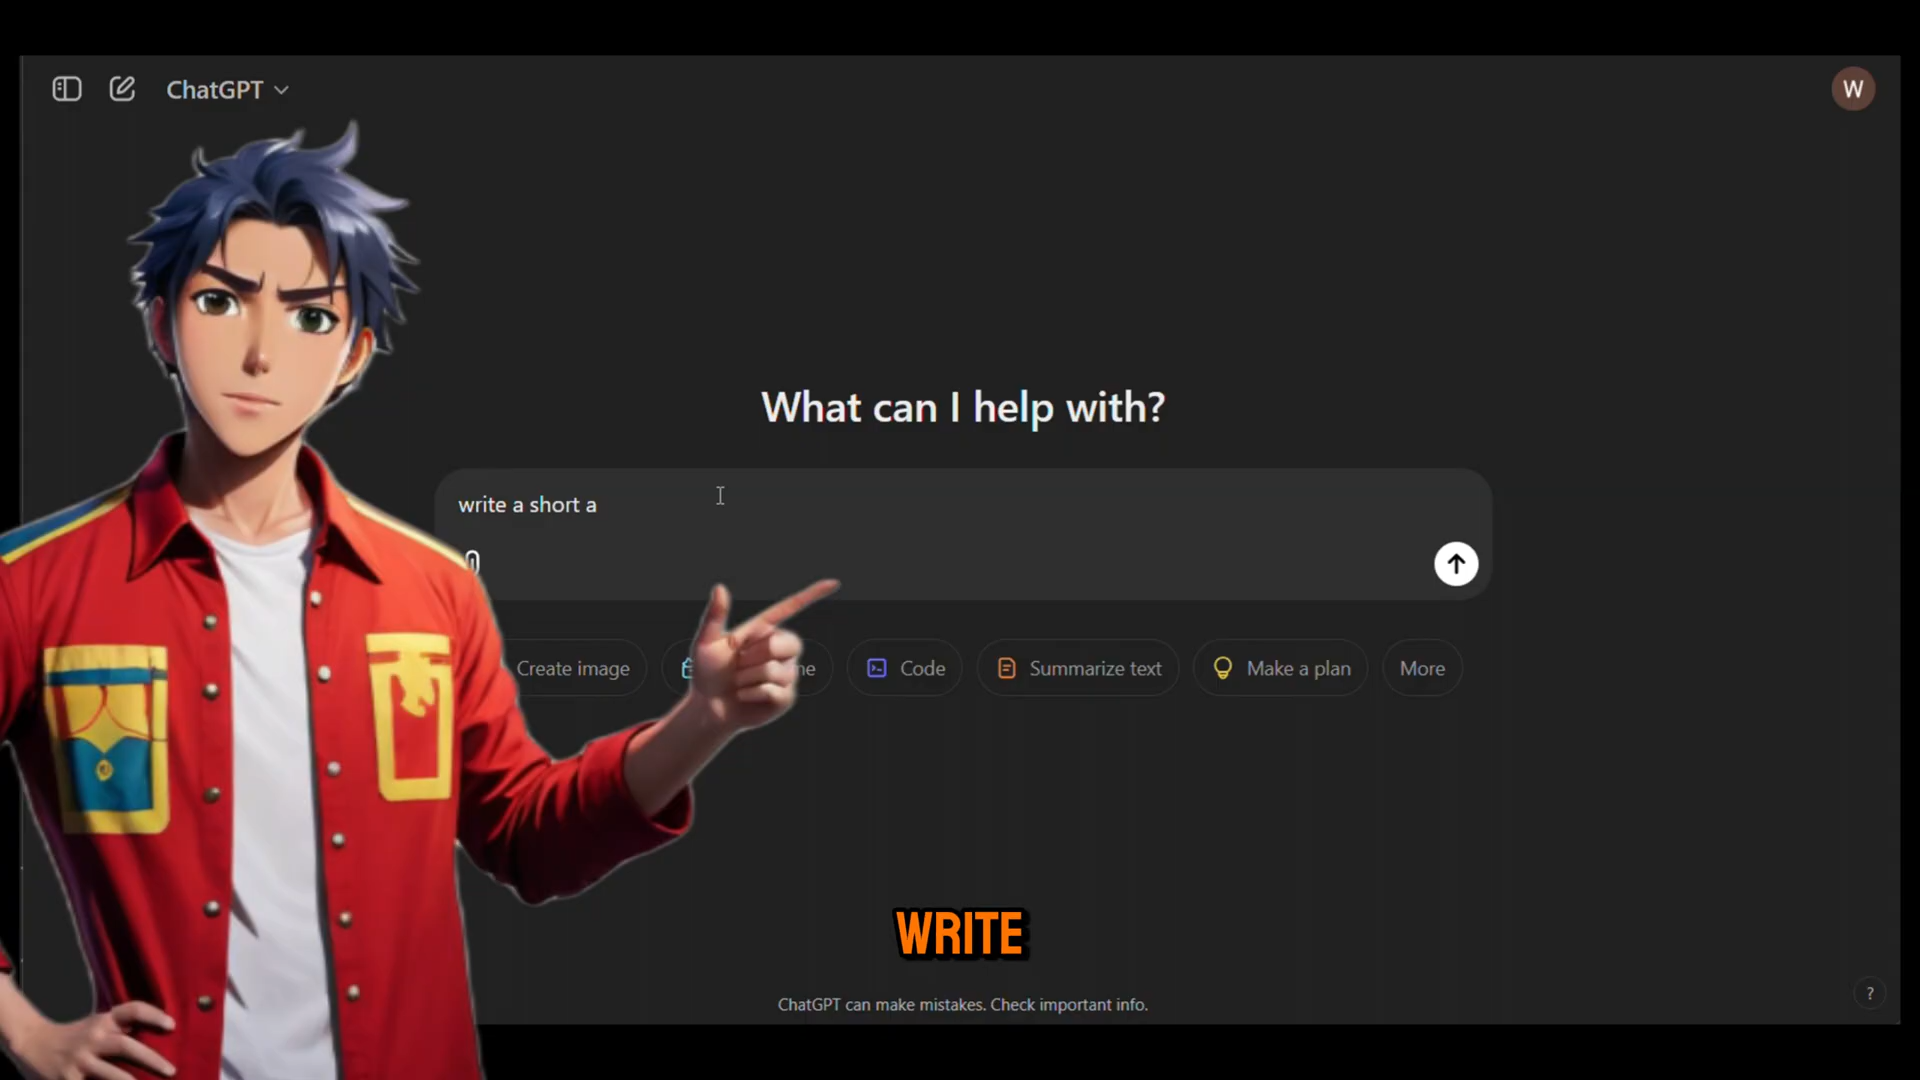 ChatGPT
W
What can I help with?
write a short a
Create image
me
Code
Summarize text
Make a plan
More
WRITE
ChatGPT can make mistakes. Check important info.
?